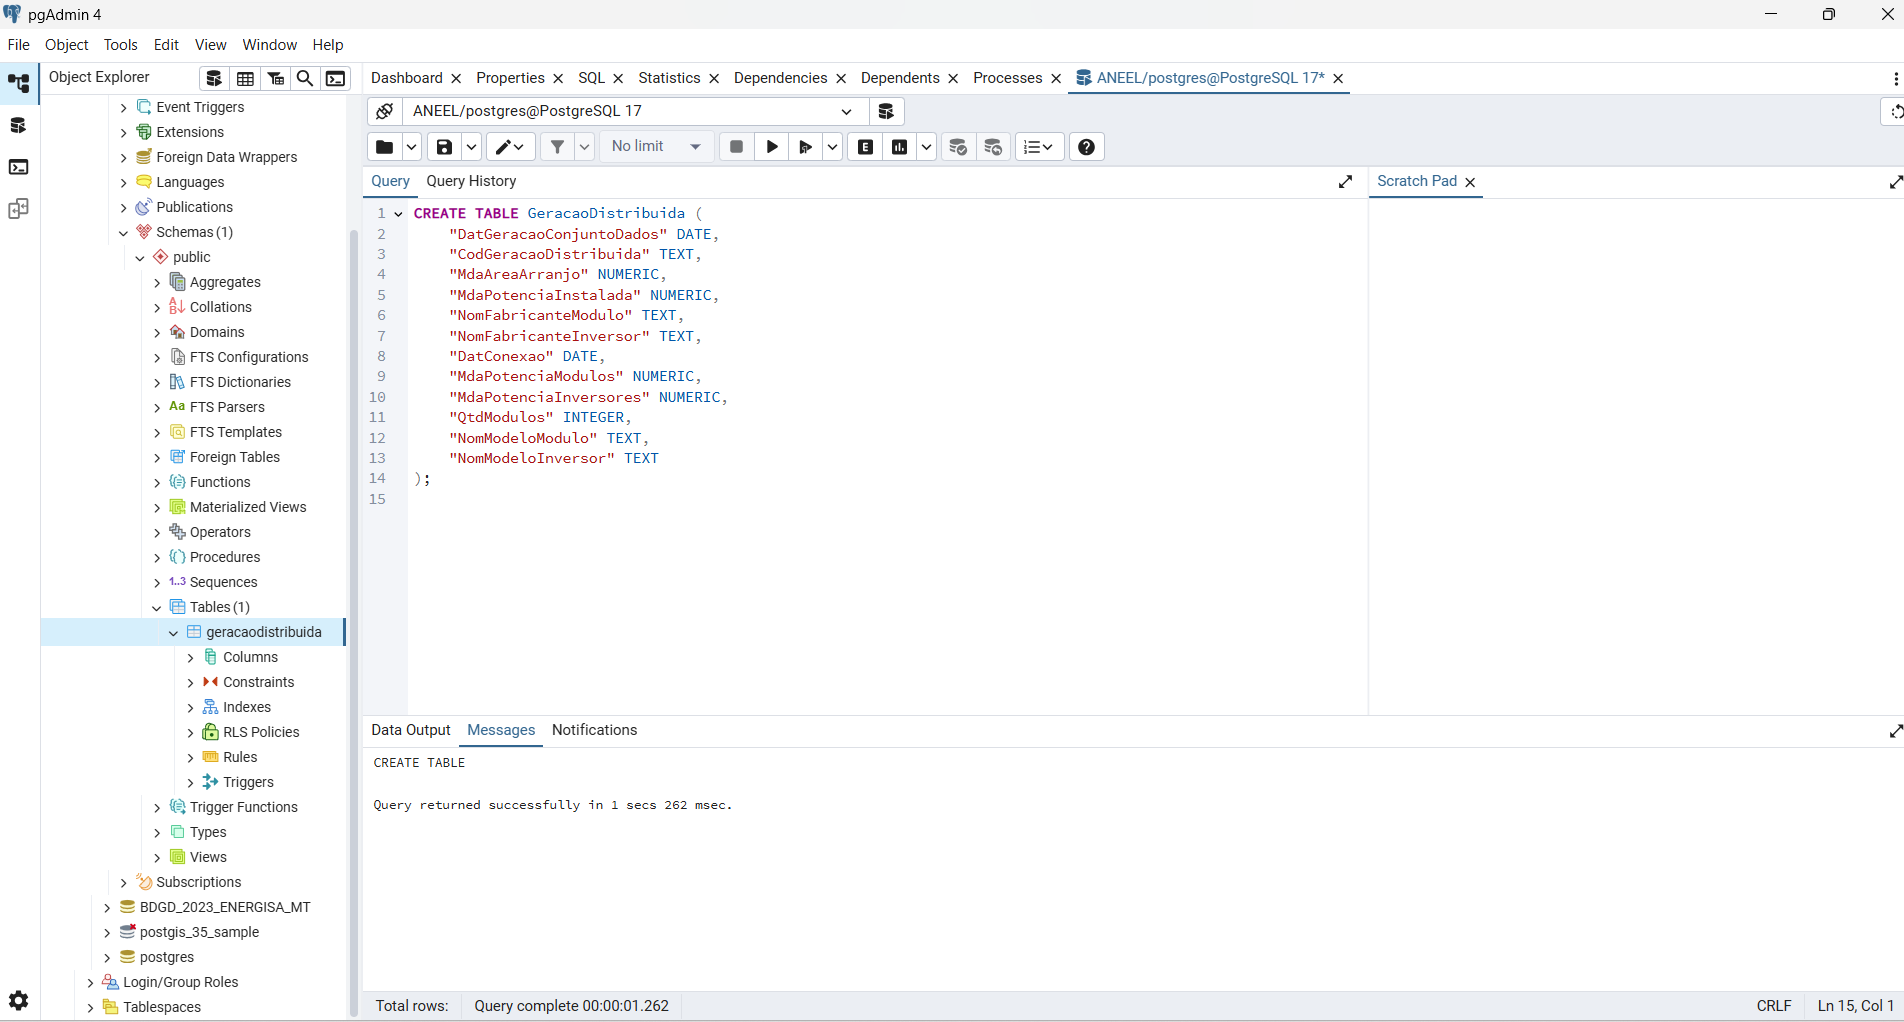 pgAdmin 4
File Object Tools Edit View Window Help
Object Explorer
Dashboard Properties SQL Statistics Dependencies Dependents Processes ANEEL/postgres@PostgreSQL 17*
ANEEL/postgres@PostgreSQL 17
No limit
E
Query Query History
Scratch Pad
Event Triggers
Extensions
Foreign Data Wrappers
Languages
Publications
Schemas (1)
public
Aggregates
Collations
Domains
FTS Configurations
FTS Dictionaries
Aa FTS Parsers
FTS Templates
Foreign Tables
Functions
Materialized Views
Operators
Procedures
1..3 Sequences
Tables (1)
geracaodistribuida
Columns
Constraints
Indexes
RLS Policies
Rules
Triggers
Trigger Functions
Types
Views
Subscriptions
BDGD_2023_ENERGISA_MT
postgis_35_sample
postgres
Login/Group Roles
Tablespaces
1 CREATE TABLE GeracaoDistribuida (
2 "DatGeracaoConjuntoDados" DATE,
3 "CodGeracaoDistribuida" TEXT,
4 "MdaAreaArranjo" NUMERIC,
5 "MdaPotenciaInstalada" NUMERIC,
6 "NomFabricanteModulo" TEXT,
7 "NomFabricanteInversor" TEXT,
8 "DatConexao" DATE,
9 "MdaPotenciaModulos" NUMERIC,
10 "MdaPotenciaInversores" NUMERIC,
11 "QtdModulos" INTEGER,
12 "NomModeloModulo" TEXT,
13 "NomModeloInversor" TEXT
14 );
15
Data Output Messages Notifications
CREATE TABLE
Query returned successfully in 1 secs 262 msec.
Total rows: Query complete 00:00:01.262
CRLF Ln 15, Col 1